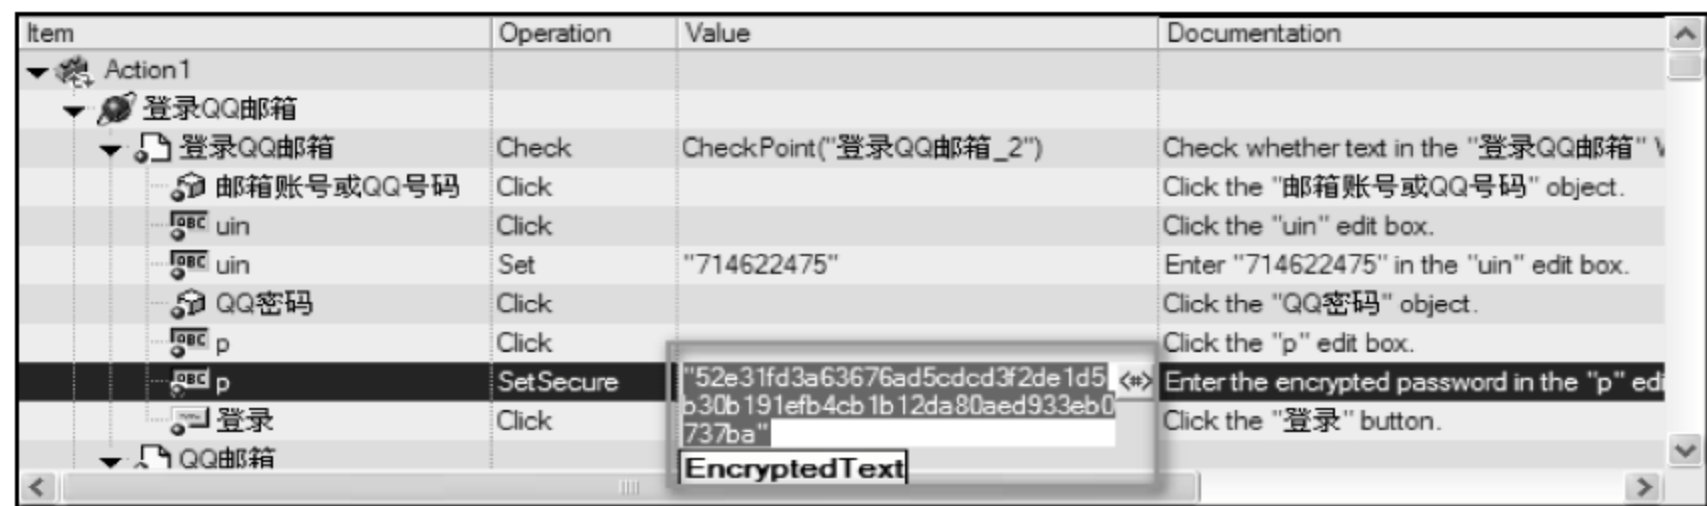 Item Operation Value Documentation
Action1
登录QQ邮箱
登录QQ邮箱 Check CheckPoint("登录QQ邮箱_2") Check whether text in the "登录QQ邮箱"
邮箱账号或QQ号码 Click Click the "邮箱账号或QQ号码" object.
uin Click Click the "uin" edit box.
uin Set "714622475" Enter "714622475" in the "uin" edit box.
QQ密码 Click Click the "QQ密码" object.
p Click Click the "p" edit box.
p SetSecure "52e31fd3a63676ad5cdcd3f2de1d5 <#> Enter the encrypted password in the "p" edi
b30b191efb4cb1b12da80aed933eb0
登录 Click Click the "登录" button.
737ba"
QQ邮箱
EncryptedText